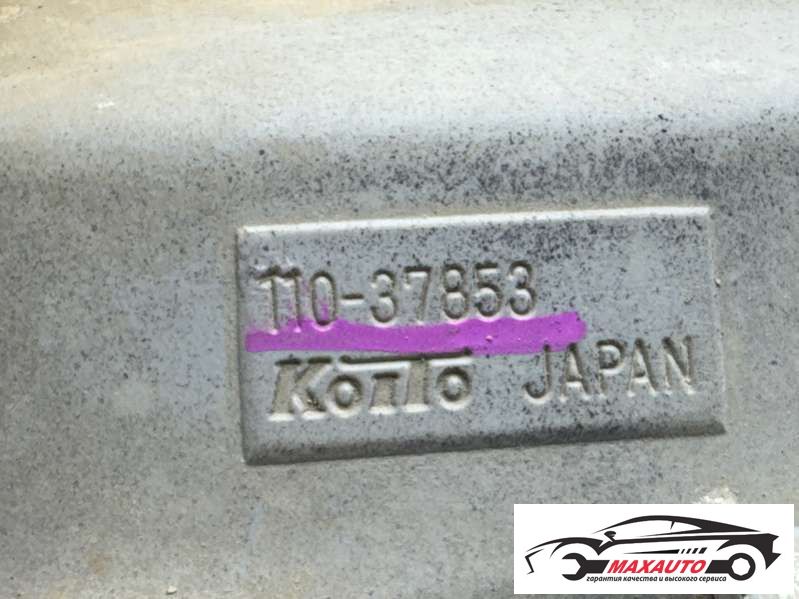 110-37853
KOITO JAPAN
MAXAUTO
гарантия качества и высокого сервиса